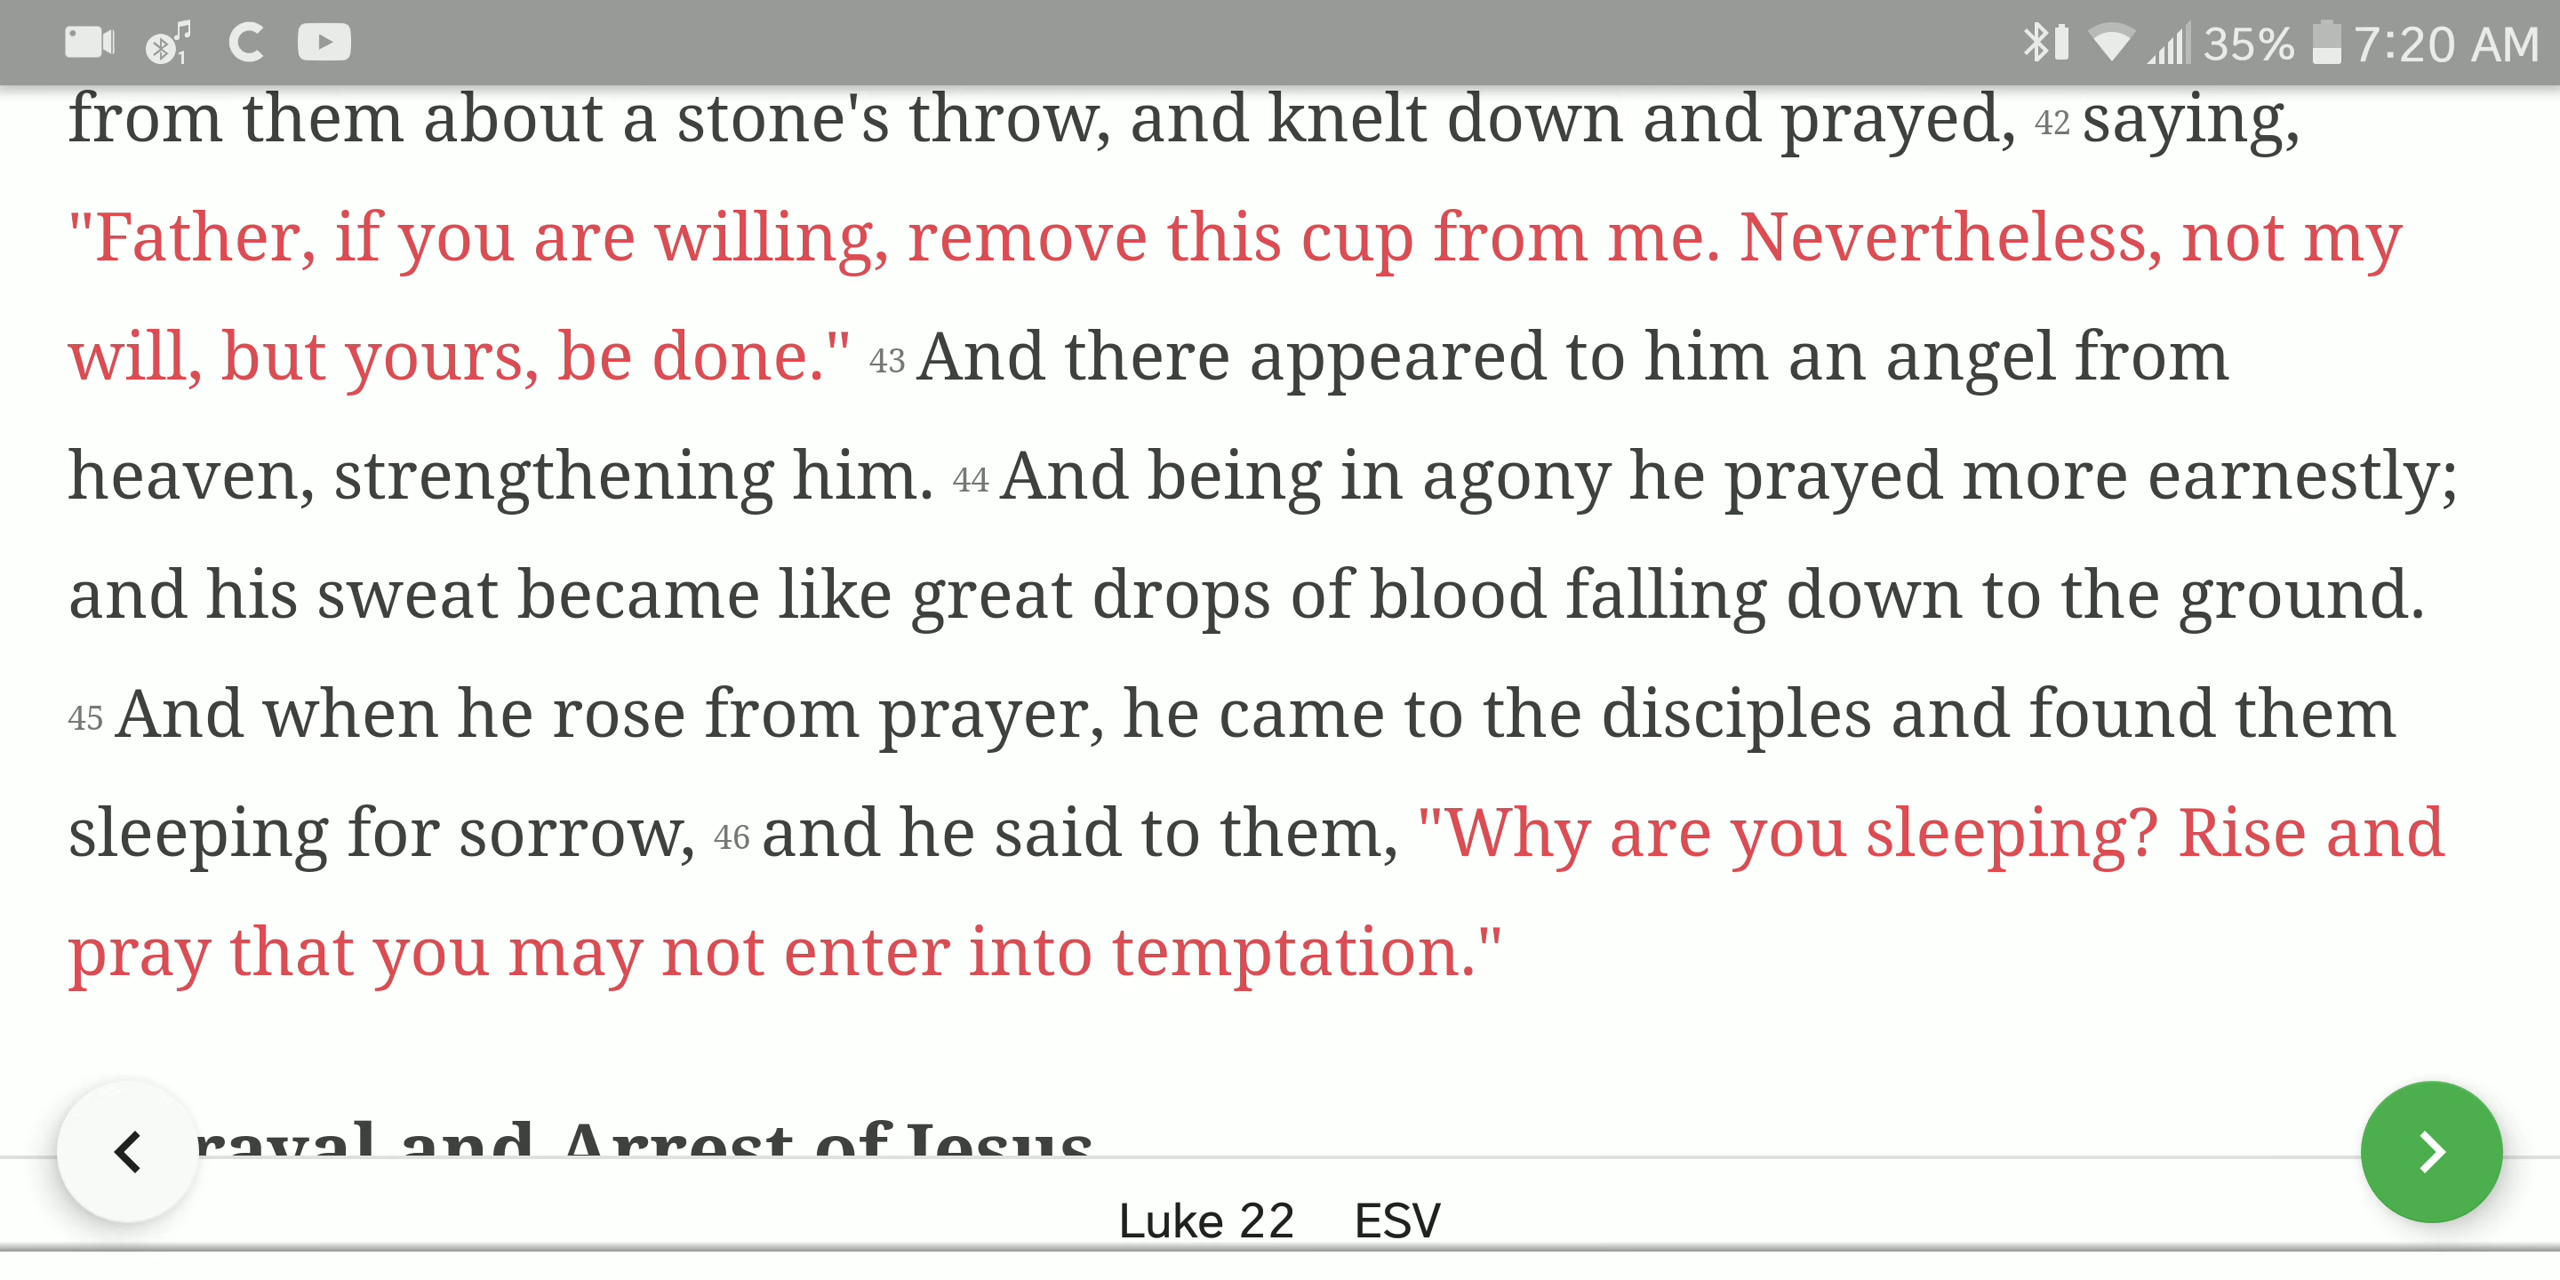 35% 7:20 AM
from them about a stone's throw, and knelt down and prayed, 42 saying,
"Father, if you are willing, remove this cup from me. Nevertheless, not my
will, but yours, be done." 43 And there appeared to him an angel from
heaven, strengthening him. 44 And being in agony he prayed more earnestly;
and his sweat became like great drops of blood falling down to the ground.
45 And when he rose from prayer, he came to the disciples and found them
sleeping for sorrow, 46 and he said to them, "Why are you sleeping? Rise and
pray that you may not enter into temptation."
rayal and Arrest of Jesus
Luke 22 ESV